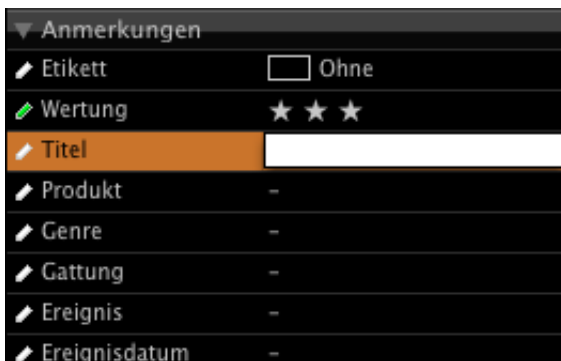 Anmerkungen
Etikett Ohne
Wertung ★ ★ ★
Titel
Produkt –
Genre –
Gattung –
Ereignis –
Ereignisdatum –